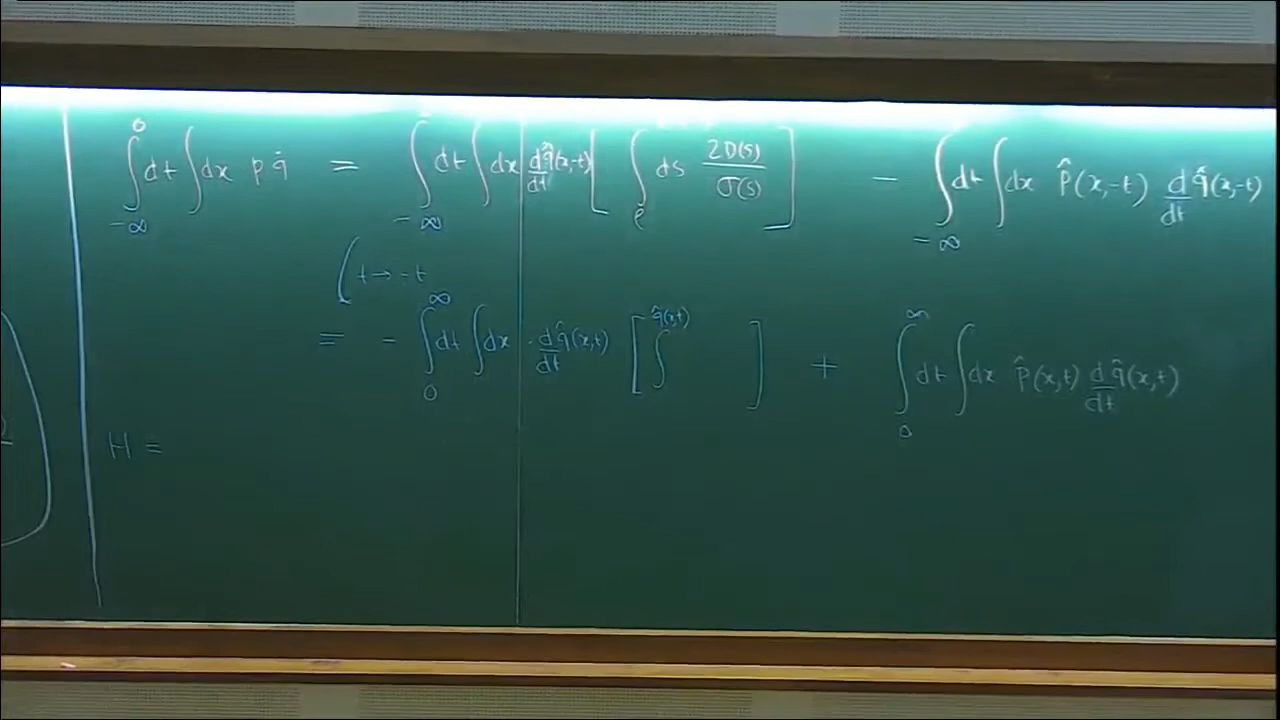 ∫_{-∞}^{0} dt ∫ dx p q̇ = ∫_{-∞} dt ∫ dx d/dt q̂(x,-t) [ ∫_ρ ds 2D(s)/σ(s) ] - ∫_{-∞} dt ∫ dx p̂(x,-t) d/dt q̂(x,-t)
( t → -t
= - ∫_{0}^{∞} dt ∫ dx · d/dt q̂(x,t) [ ∫^{q̂(x,t)} ] + ∫_{0}^{∞} dt ∫ dx p̂(x,t) d/dt q̂(x,t)
H =